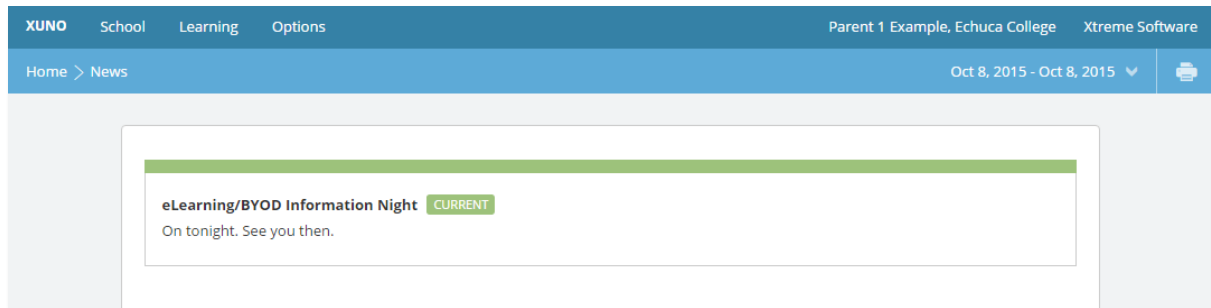 XUNO School Learning Options Parent 1 Example, Echuca College Xtreme Software
Home > News Oct 8, 2015 - Oct 8, 2015
eLearning/BYOD Information Night CURRENT
On tonight. See you then.